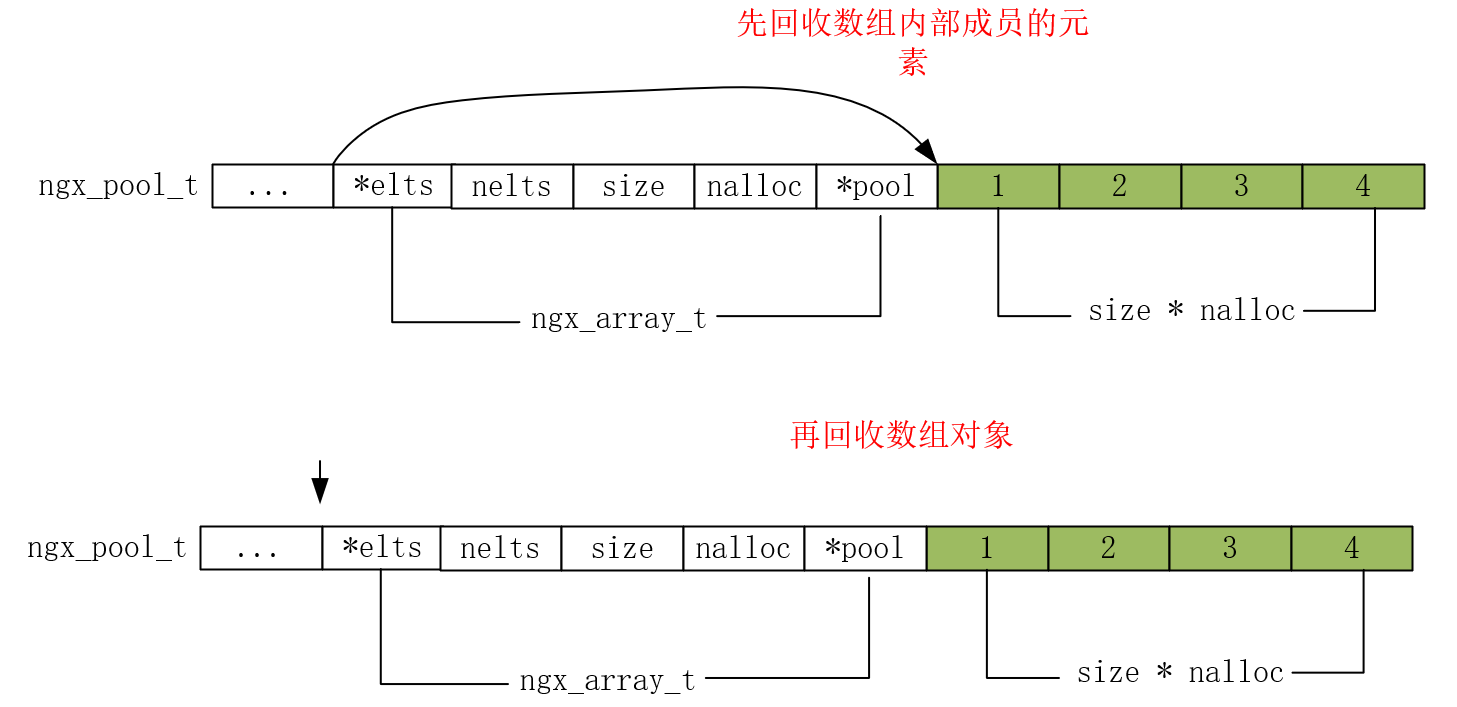 先回收数组内部成员的元
素
ngx_pool_t ... *elts nelts size nalloc *pool 1 2 3 4
ngx_array_t size * nalloc
再回收数组对象
ngx_pool_t ... *elts nelts size nalloc *pool 1 2 3 4
ngx_array_t size * nalloc